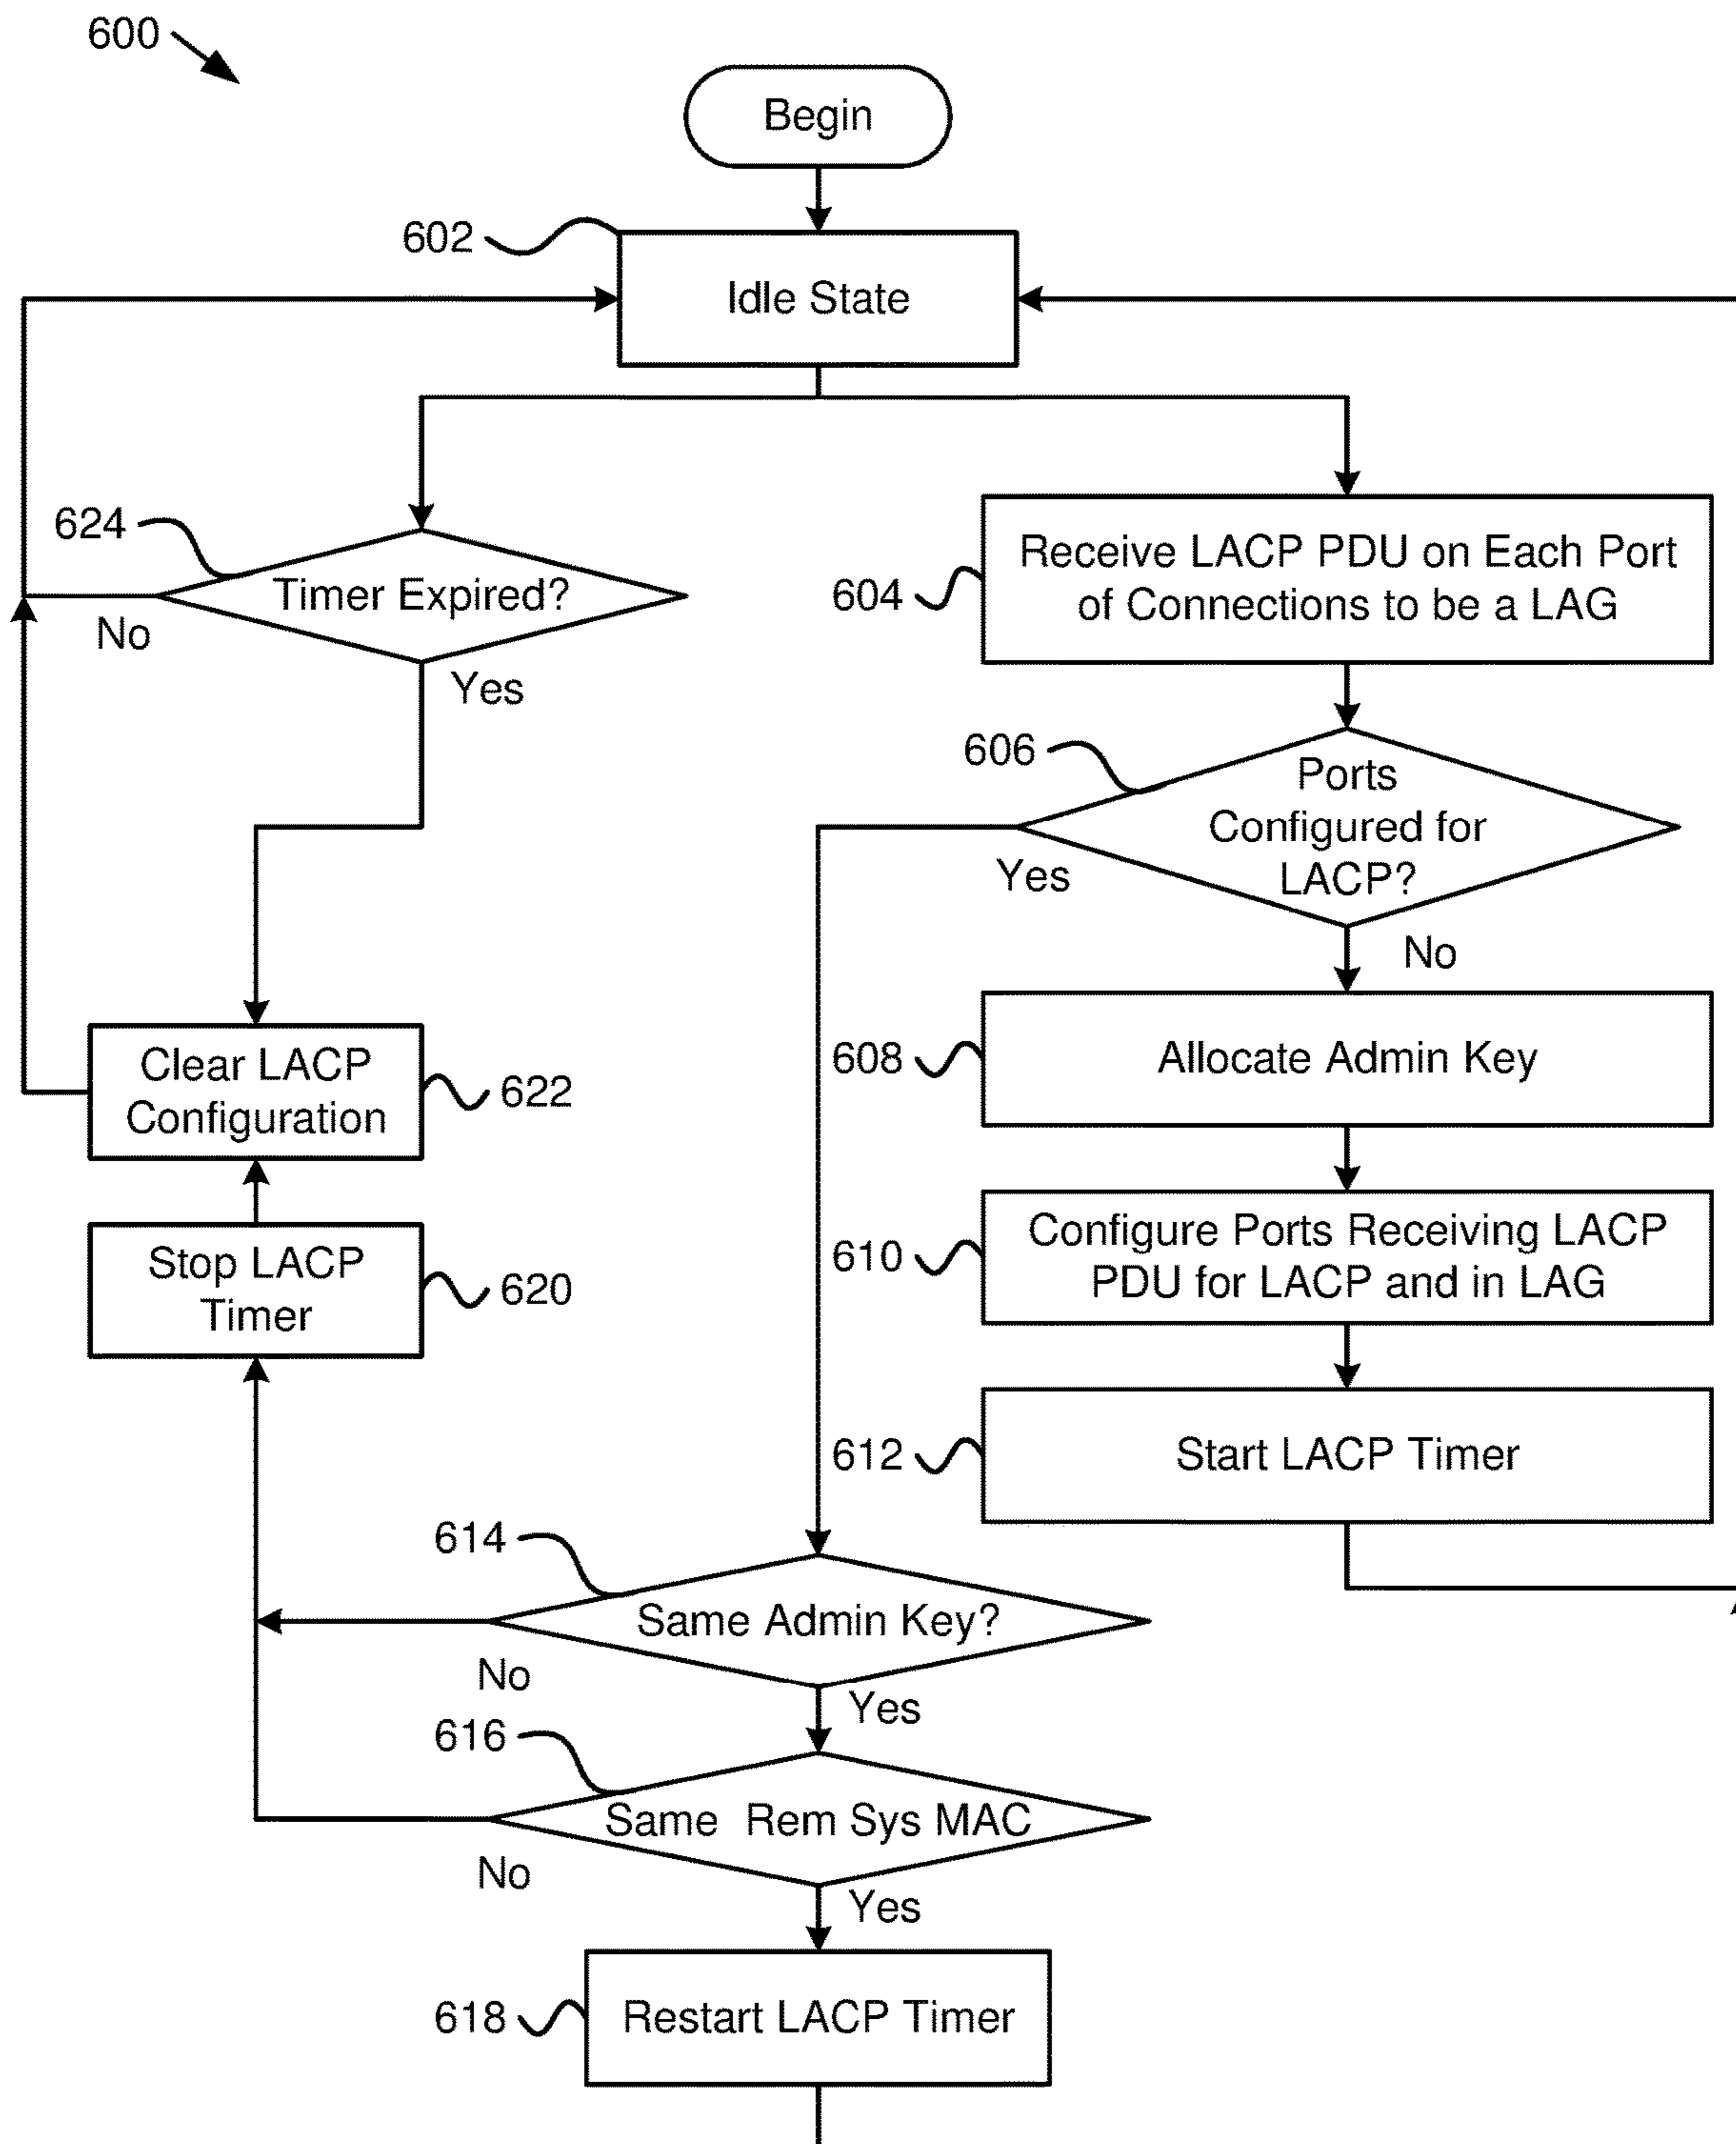 600
Begin
602
Idle State
624
Timer Expired?
No
Yes
604
Receive LACP PDU on Each Port
of Connections to be a LAG
606
Ports
Configured for
LACP?
Yes
No
608
Allocate Admin Key
Clear LACP
Configuration
622
610
Configure Ports Receiving LACP
PDU for LACP and in LAG
Stop LACP
Timer
620
612
Start LACP Timer
614
Same Admin Key?
No
Yes
616
Same Rem Sys MAC
No
Yes
618
Restart LACP Timer